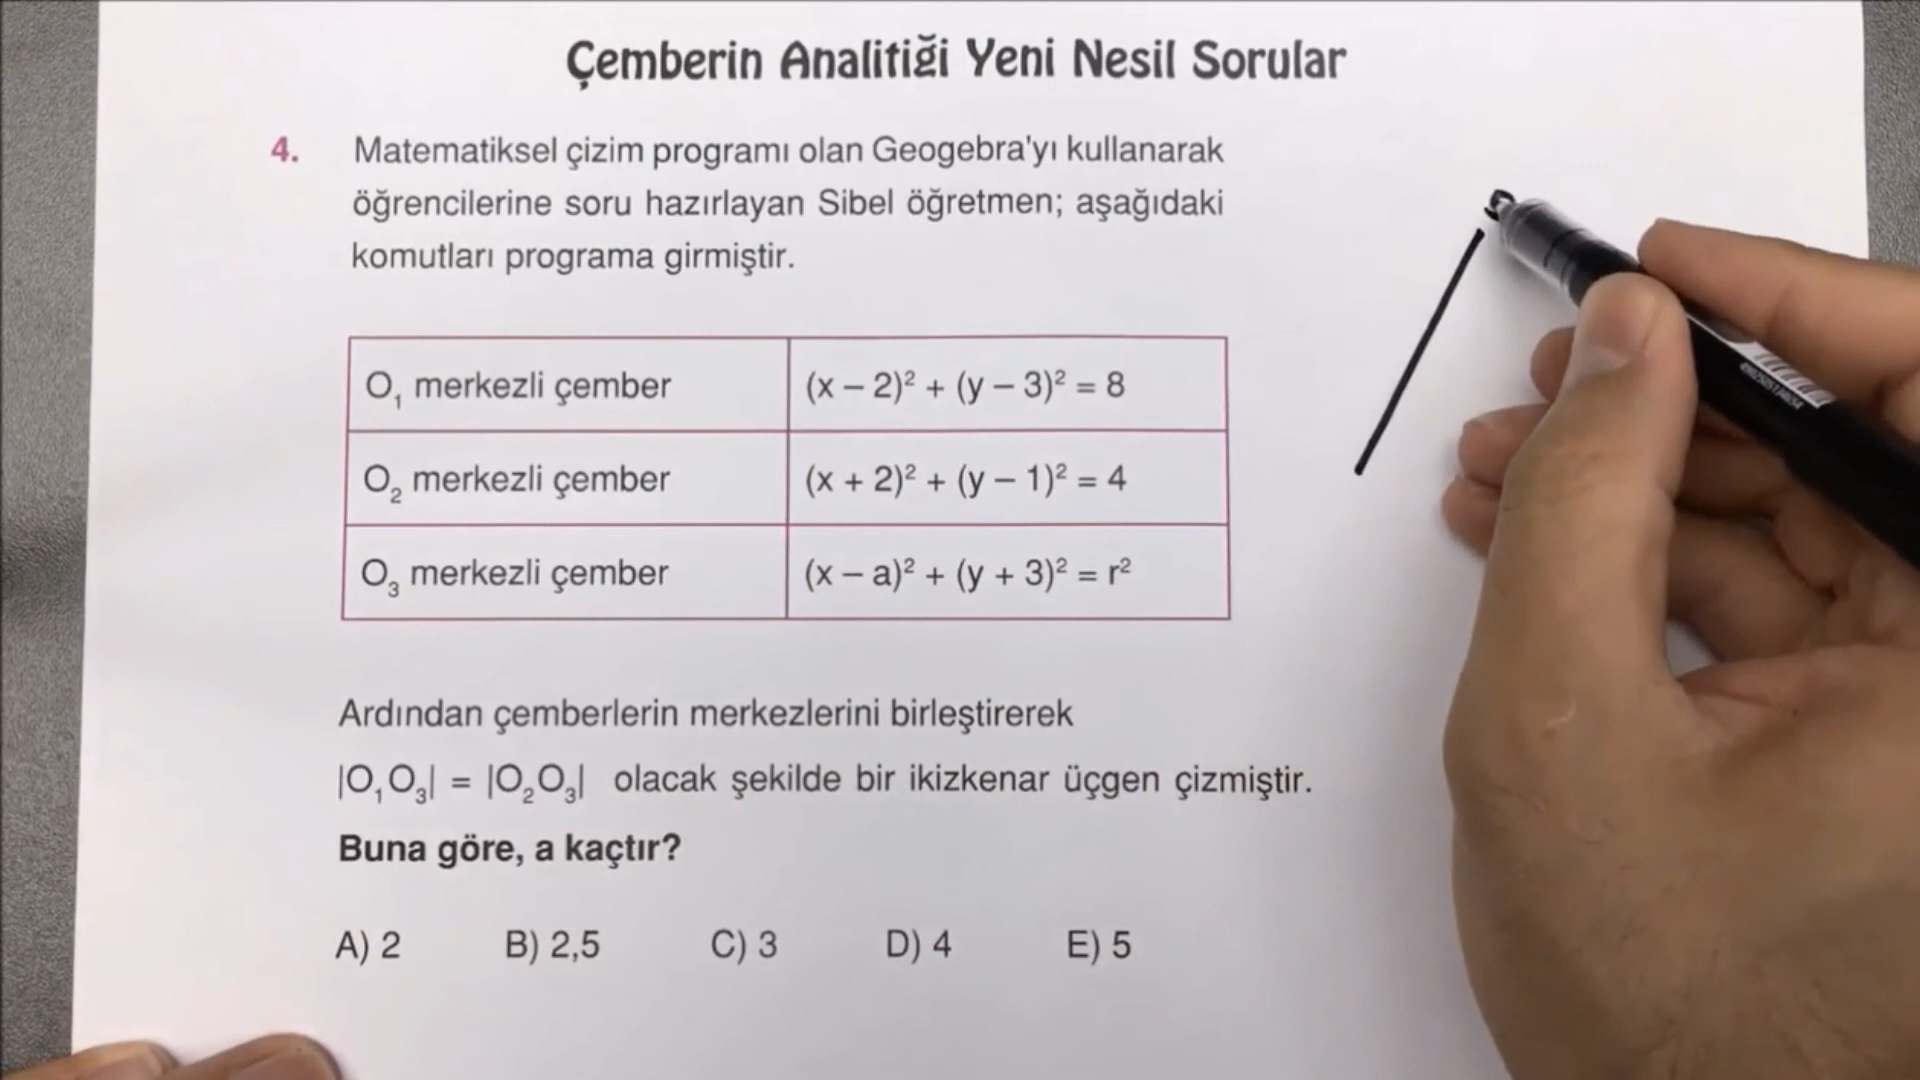 Çemberin Analitiği Yeni Nesil Sorular
4. Matematiksel çizim programı olan Geogebra'yı kullanarak
öğrencilerine soru hazırlayan Sibel öğretmen; aşağıdaki
komutları programa girmiştir.
O₁ merkezli çember (x – 2)² + (y – 3)² = 8
O₂ merkezli çember (x + 2)² + (y – 1)² = 4
O₃ merkezli çember (x – a)² + (y + 3)² = r²
Ardından çemberlerin merkezlerini birleştirerek
|O₁O₃| = |O₂O₃| olacak şekilde bir ikizkenar üçgen çizmiştir.
Buna göre, a kaçtır?
A) 2 B) 2,5 C) 3 D) 4 E) 5